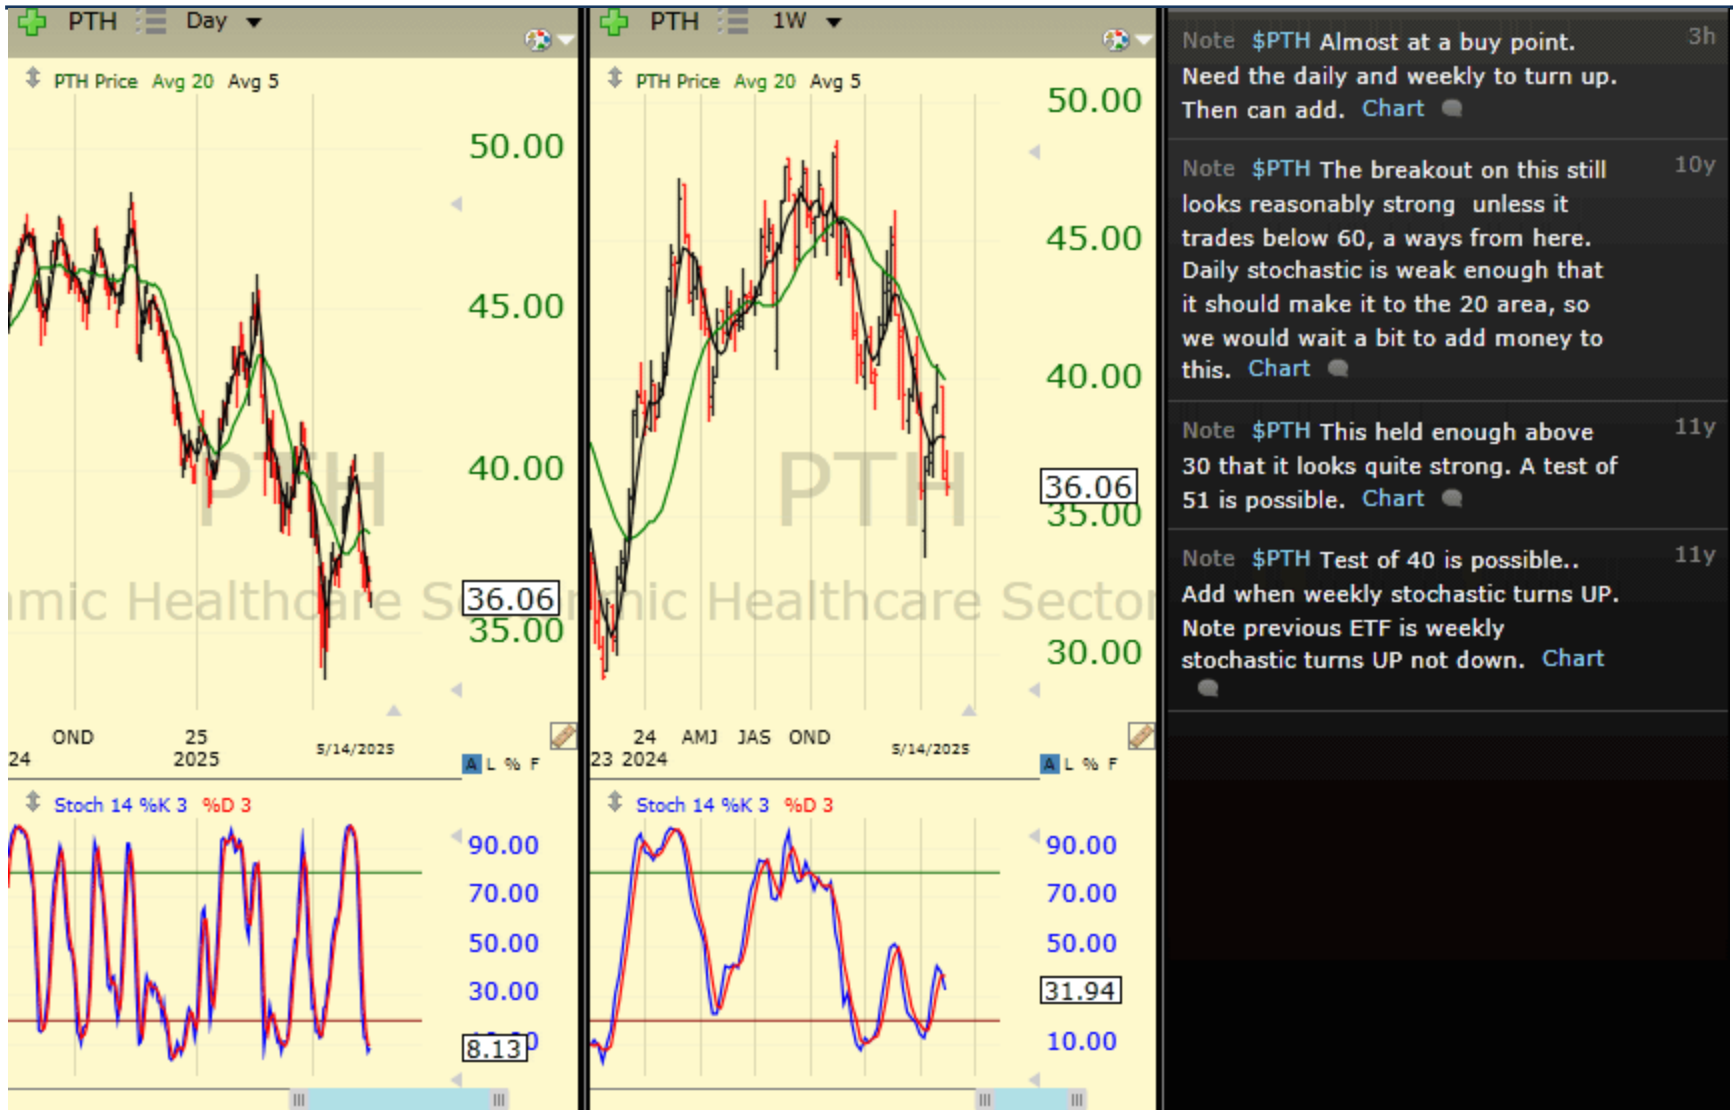 PTH Day
PTH Price Avg 20 Avg 5
50.00
45.00
40.00
36.06
35.00
PTH
amic Healthcare S
OND 25 5/14/2025
24 2025
A L % F
Stoch 14 %K 3 %D 3
90.00
70.00
50.00
30.00
8.13
PTH 1W
PTH Price Avg 20 Avg 5
50.00
45.00
40.00
36.06
35.00
30.00
PTH
mic Healthcare Sector
24 AMJ JAS OND 5/14/2025
23 2024
A L % F
Stoch 14 %K 3 %D 3
90.00
70.00
50.00
31.94
10.00
Note $PTH Almost at a buy point. 3h
Need the daily and weekly to turn up.
Then can add. Chart
Note $PTH The breakout on this still 10y
looks reasonably strong unless it
trades below 60, a ways from here.
Daily stochastic is weak enough that
it should make it to the 20 area, so
we would wait a bit to add money to
this. Chart
Note $PTH This held enough above 11y
30 that it looks quite strong. A test of
51 is possible. Chart
Note $PTH Test of 40 is possible.. 11y
Add when weekly stochastic turns UP.
Note previous ETF is weekly
stochastic turns UP not down. Chart